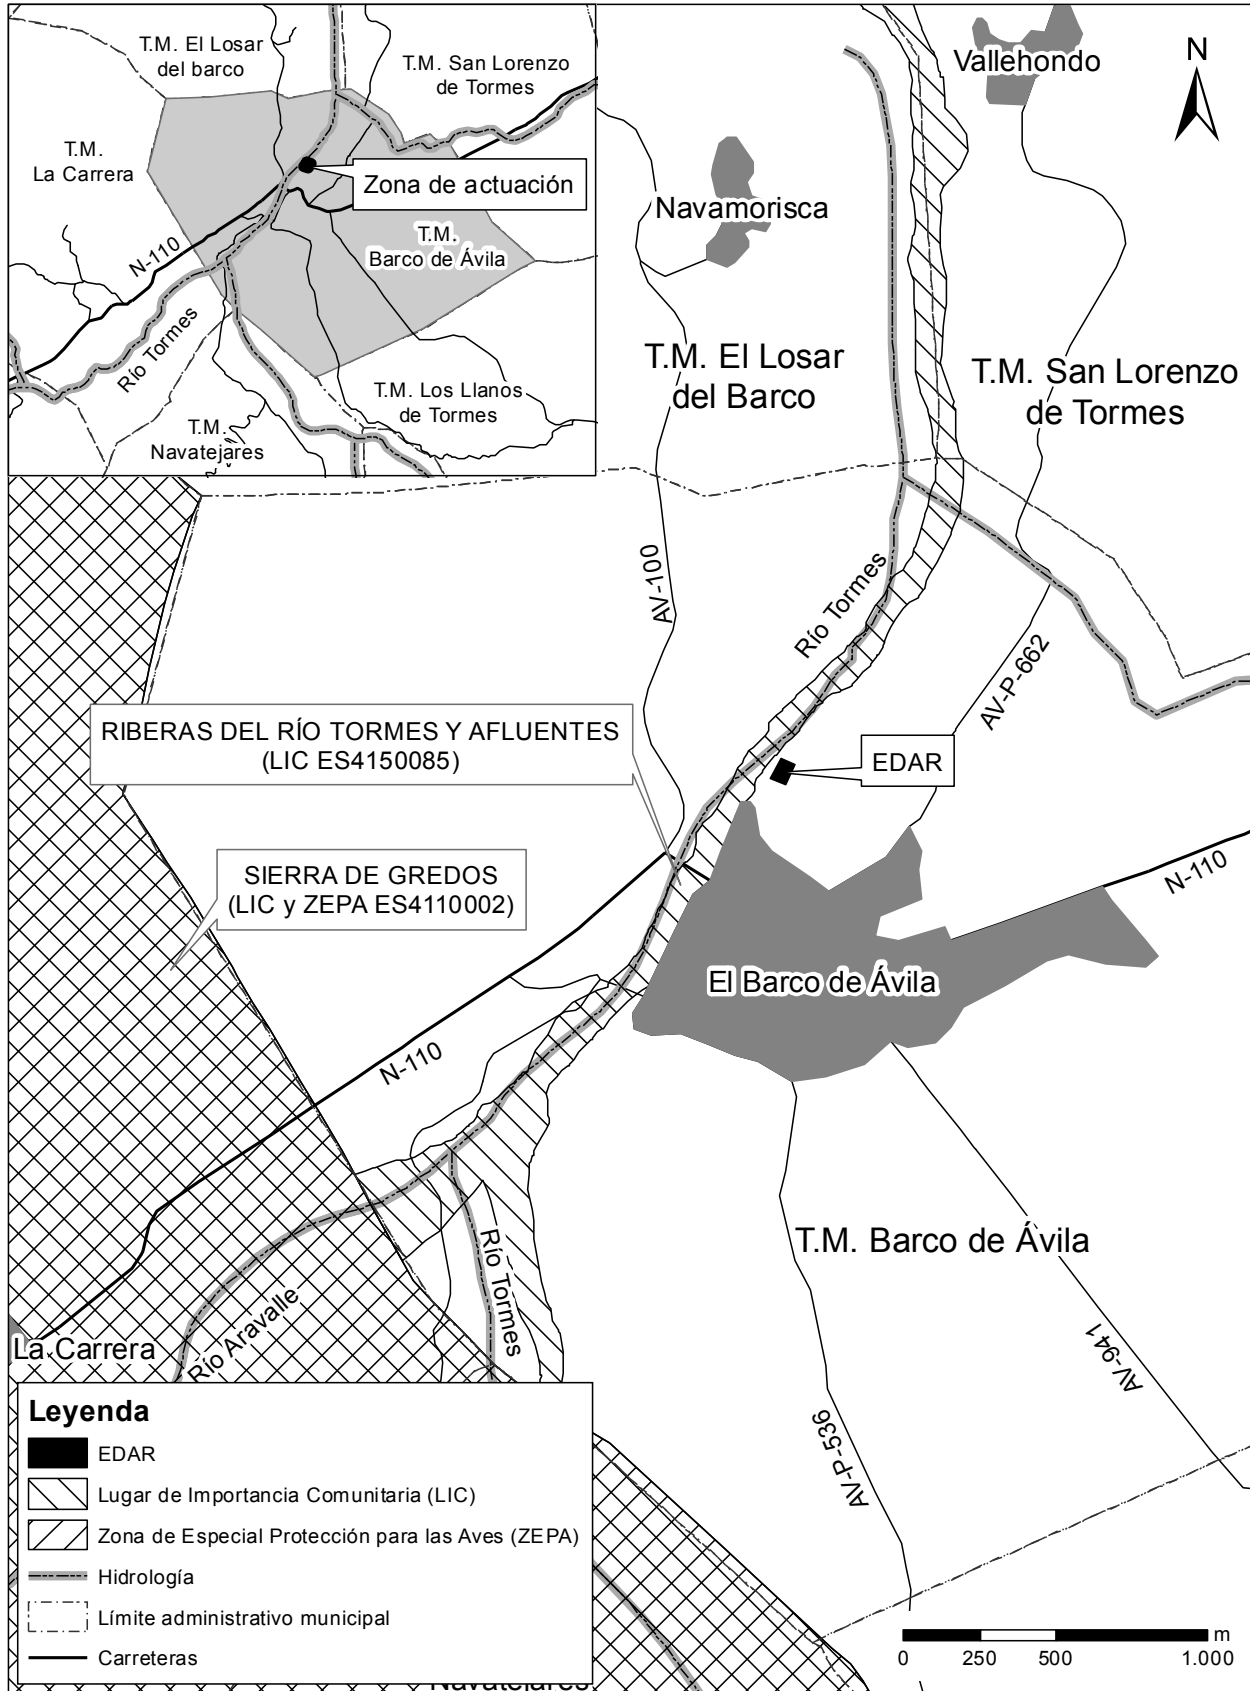 T.M. El Losar
del barco
T.M. San Lorenzo
de Tormes
T.M.
La Carrera
Zona de actuación
T.M.
Barco de Ávila
N-110
Río Tormes
T.M. Los Llanos
de Tormes
T.M.
Navatejares
Vallehondo
N
Navamorisca
T.M. El Losar
del Barco
T.M. San Lorenzo
de Tormes
AV-100
Río Tormes
AV-P-662
RIBERAS DEL RÍO TORMES Y AFLUENTES
(LIC ES4150085)
EDAR
SIERRA DE GREDOS
(LIC y ZEPA ES4110002)
N-110
El Barco de Ávila
N-110
T.M. Barco de Ávila
Río Tormes
Río Aravalle
La Carrera
AV-941
AV-P-536
Leyenda
EDAR
Lugar de Importancia Comunitaria (LIC)
Zona de Especial Protección para las Aves (ZEPA)
Hidrología
Límite administrativo municipal
Carreteras
m
0 250 500 1.000
Navatejares